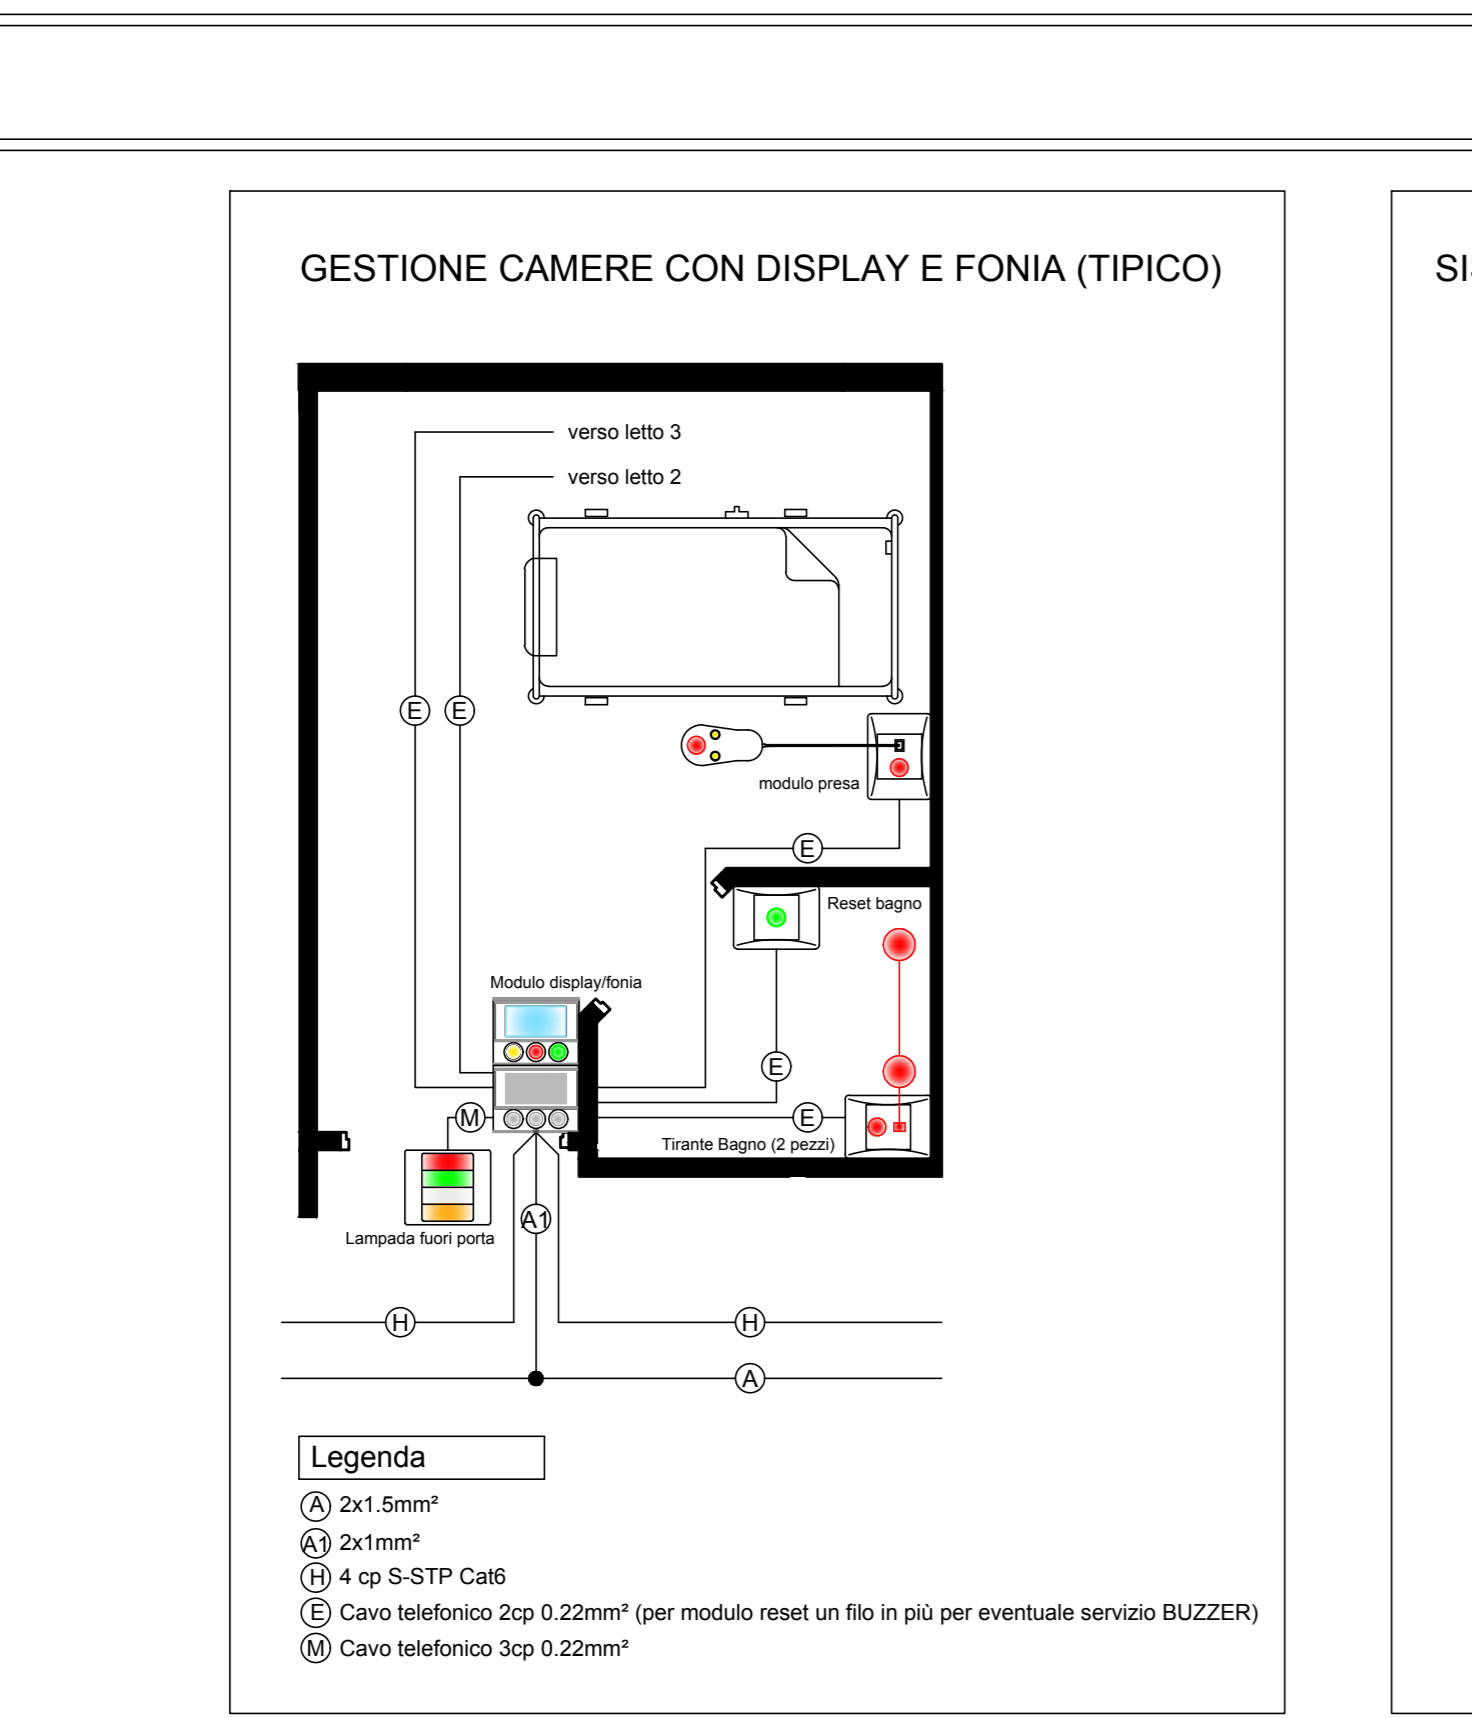 GESTIONE CAMERE CON DISPLAY E FONIA (TIPICO)
verso letto 3
verso letto 2
E
E
modulo presa
E
Reset bagno
Modulo display/fonia
E
M
E
Tirante Bagno (2 pezzi)
A1
Lampada fuori porta
H
H
A
Legenda
A 2x1.5mm²
A1 2x1mm²
H 4 cp S-STP Cat6
E Cavo telefonico 2cp 0.22mm² (per modulo reset un filo in più per eventuale servizio BUZZER)
M Cavo telefonico 3cp 0.22mm²